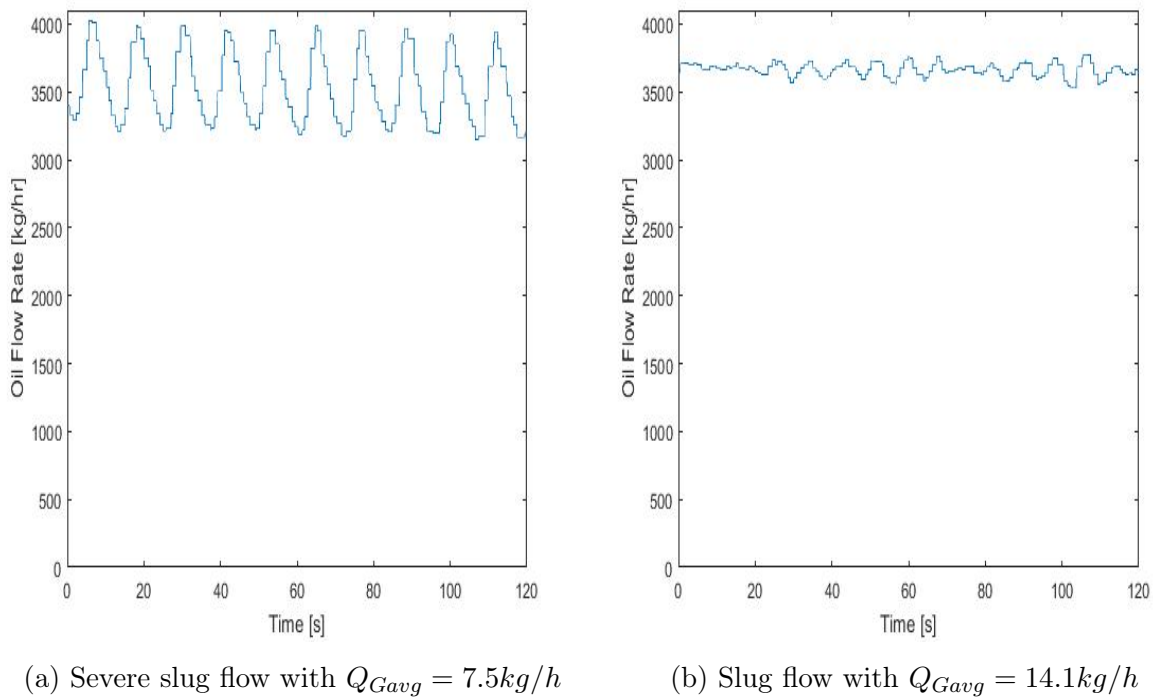 4000
3500
3000
2500
2000
1500
1000
500
0
Oil Flow Rate [kg/hr]
0 20 40 60 80 100 120
Time [s]
(a) Severe slug flow with Q_{Gavg} = 7.5kg/h
4000
3500
3000
2500
2000
1500
1000
500
0
Oil Flow Rate [kg/hr]
0 20 40 60 80 100 120
Time [s]
(b) Slug flow with Q_{Gavg} = 14.1kg/h